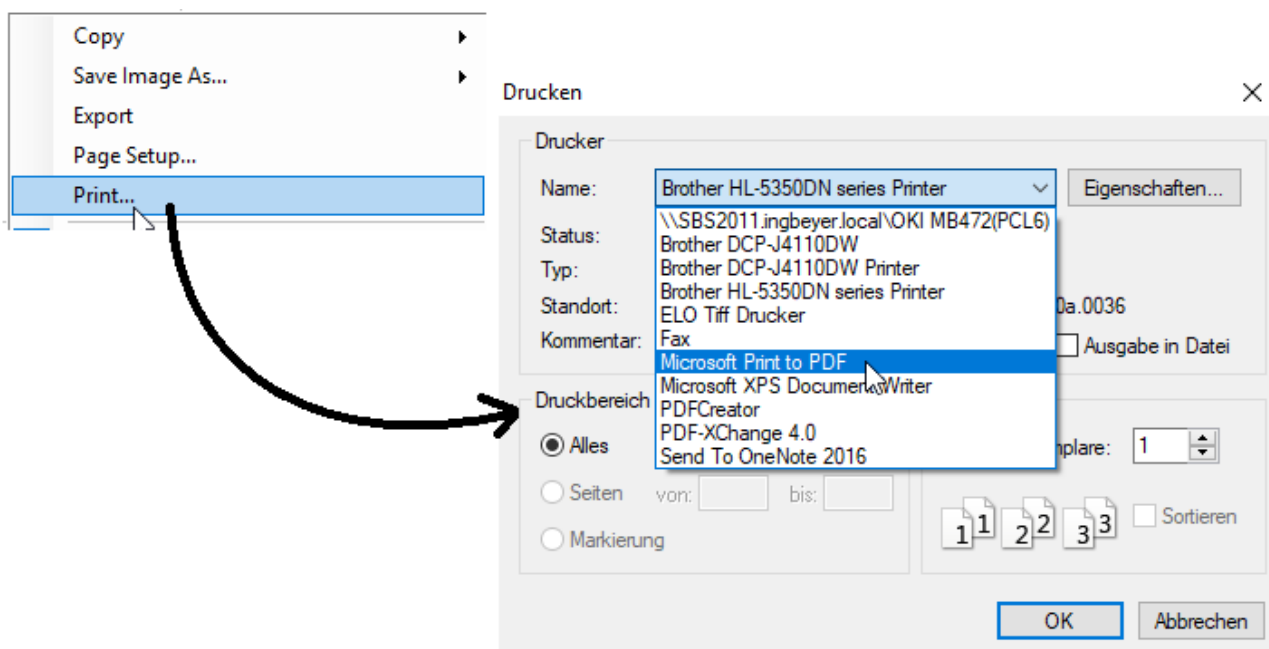 Copy
Save Image As...
Export
Page Setup...
Print...
Drucken
Drucker
Name:
Brother HL-5350DN series Printer
Eigenschaften...
\\SBS2011.ingbeyer.local\OKI MB472(PCL6)
Status:
Brother DCP-J4110DW
Typ:
Brother DCP-J4110DW Printer
Brother HL-5350DN series Printer
Standort:
0a.0036
ELO Tiff Drucker
Kommentar:
Fax
Ausgabe in Datei
Microsoft Print to PDF
Microsoft XPS Document Writer
Druckbereich
PDFCreator
PDF-XChange 4.0
Alles
nplare:
1
Send To OneNote 2016
Seiten
von:
bis:
1 1 2 2 3 3
Sortieren
Markierung
OK
Abbrechen